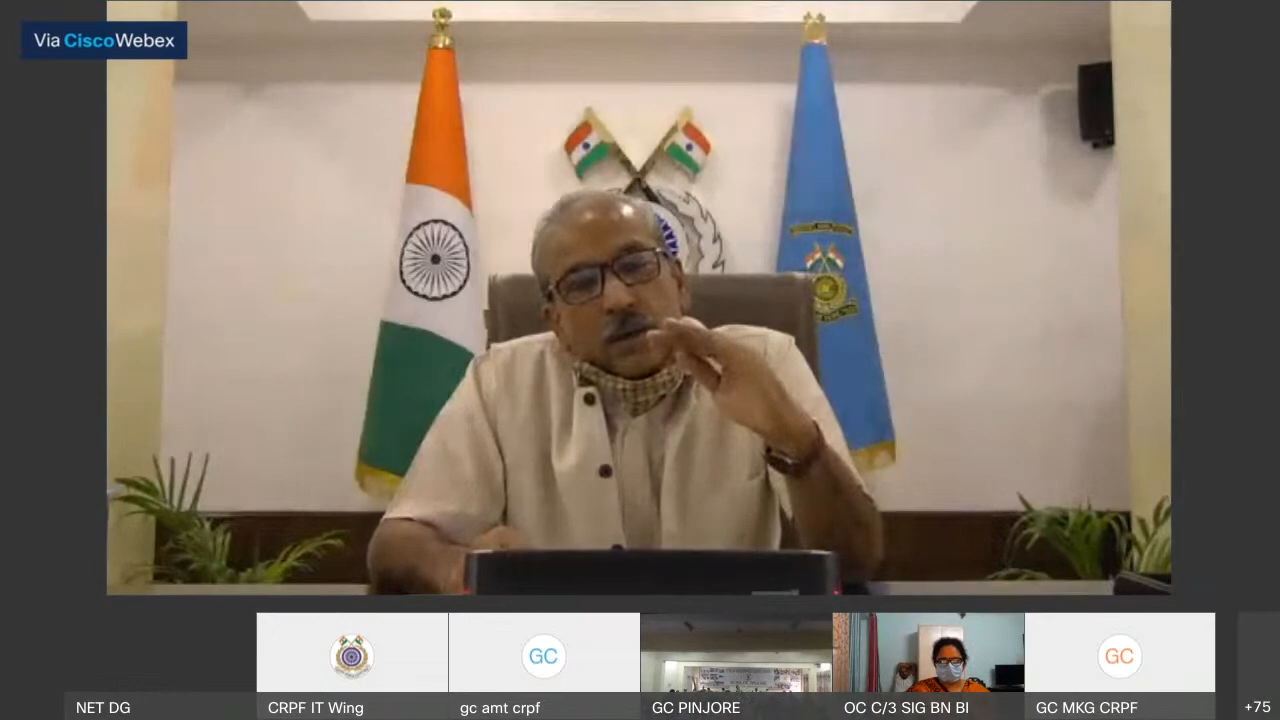 Via CiscoWebex
GC
GC
NET DG
CRPF IT Wing
gc amt crpf
GC PINJORE
OC C/3 SIG BN BI
GC MKG CRPF
+75